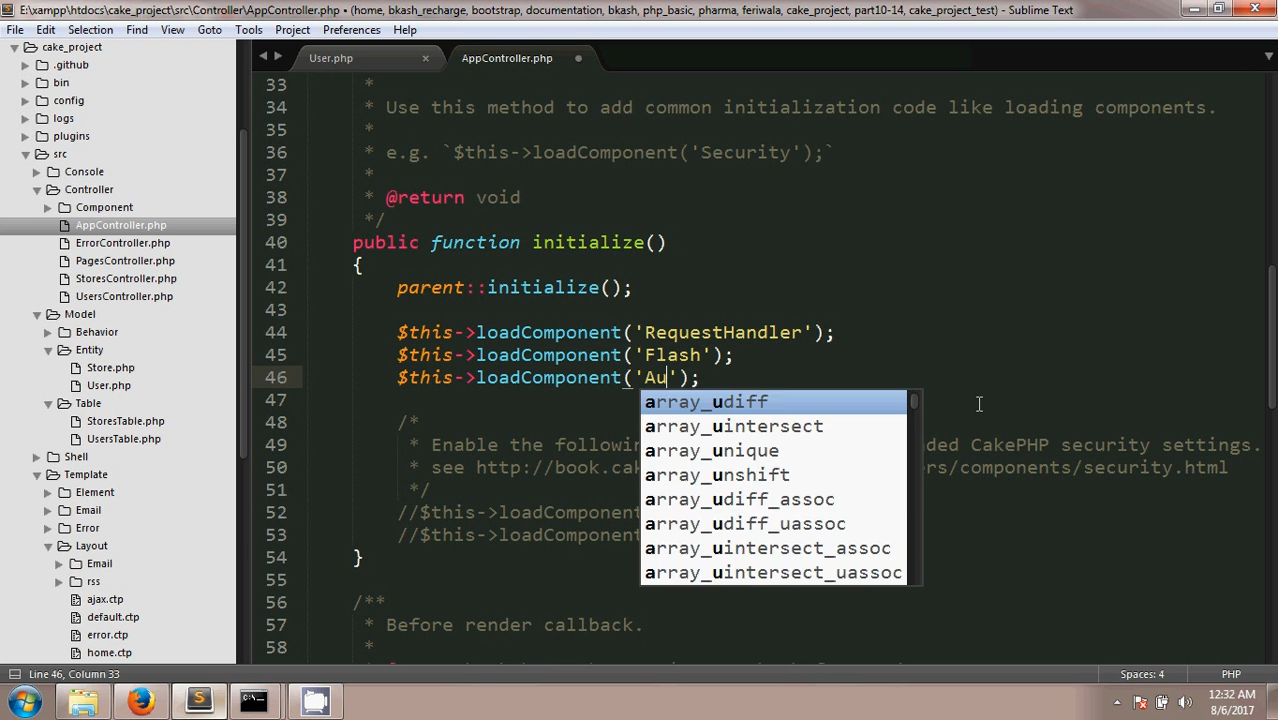 E:\xampp\htdocs\cake_project\src\Controller\AppController.php • (home, bkash_recharge, bootstrap, documentation, bkash, php_basic, pharma, feriwala, cake_project, part10-14, cake_project_test) - Sublime Text
File Edit Selection Find View Goto Tools Project Preferences Help
cake_project
.github
bin
config
logs
plugins
src
Console
Controller
Component
AppController.php
ErrorController.php
PagesController.php
StoresController.php
UsersController.php
Model
Behavior
Entity
Store.php
User.php
Table
StoresTable.php
UsersTable.php
Shell
Template
Element
Email
Error
Layout
Email
rss
ajax.ctp
default.ctp
error.ctp
home.ctp
User.php × AppController.php
33 *
34 * Use this method to add common initialization code like loading components.
35 *
36 * e.g. `$this->loadComponent('Security');`
37 *
38 * @return void
39 */
40 public function initialize()
41 {
42 parent::initialize();
43
44 $this->loadComponent('RequestHandler');
45 $this->loadComponent('Flash');
46 $this->loadComponent('Au');
47
48 /*
49 * Enable the following nded CakePHP security settings.
50 * see http://book.cak ers/components/security.html
51 */
52 //$this->loadComponent
53 //$this->loadComponent
54 }
55
56 /**
57 * Before render callback.
58 *
array_udiff
array_uintersect
array_unique
array_unshift
array_udiff_assoc
array_udiff_uassoc
array_uintersect_assoc
array_uintersect_uassoc
Line 46, Column 33 Spaces: 4 PHP
12:32 AM
8/6/2017